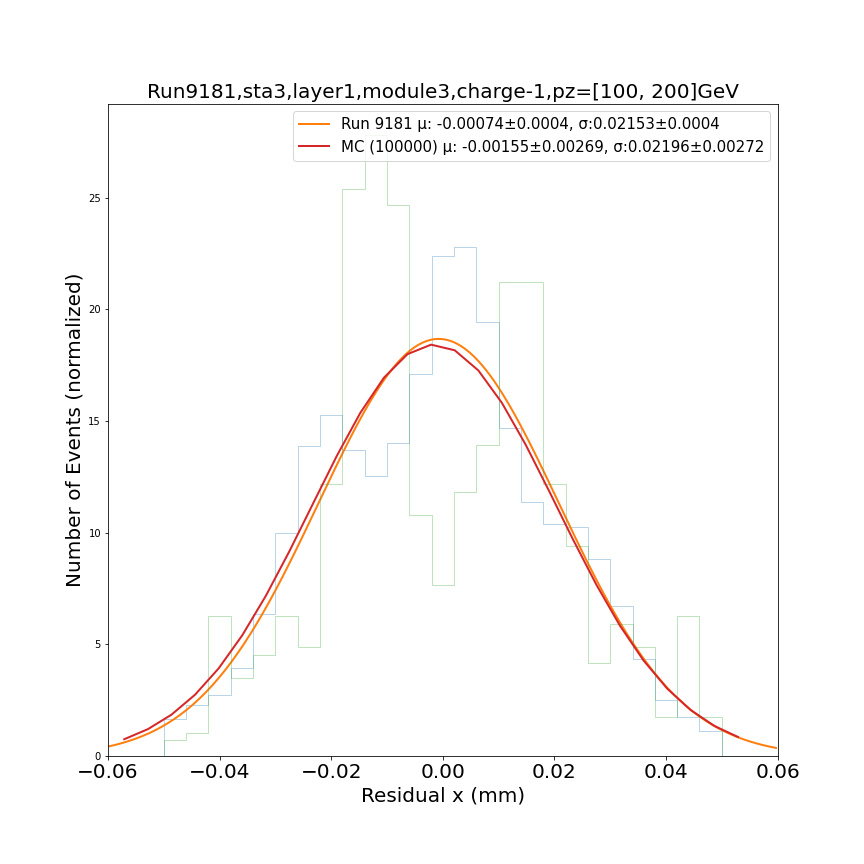 Run9181,sta3,layer1,module3,charge-1,pz=[100, 200]GeV
Run 9181 μ: -0.00074±0.0004, σ:0.02153±0.0004
MC (100000) μ: -0.00155±0.00269, σ:0.02196±0.00272
Number of Events (normalized)
25
20
15
10
5
0
−0.06 −0.04 −0.02 0.00 0.02 0.04 0.06
Residual x (mm)